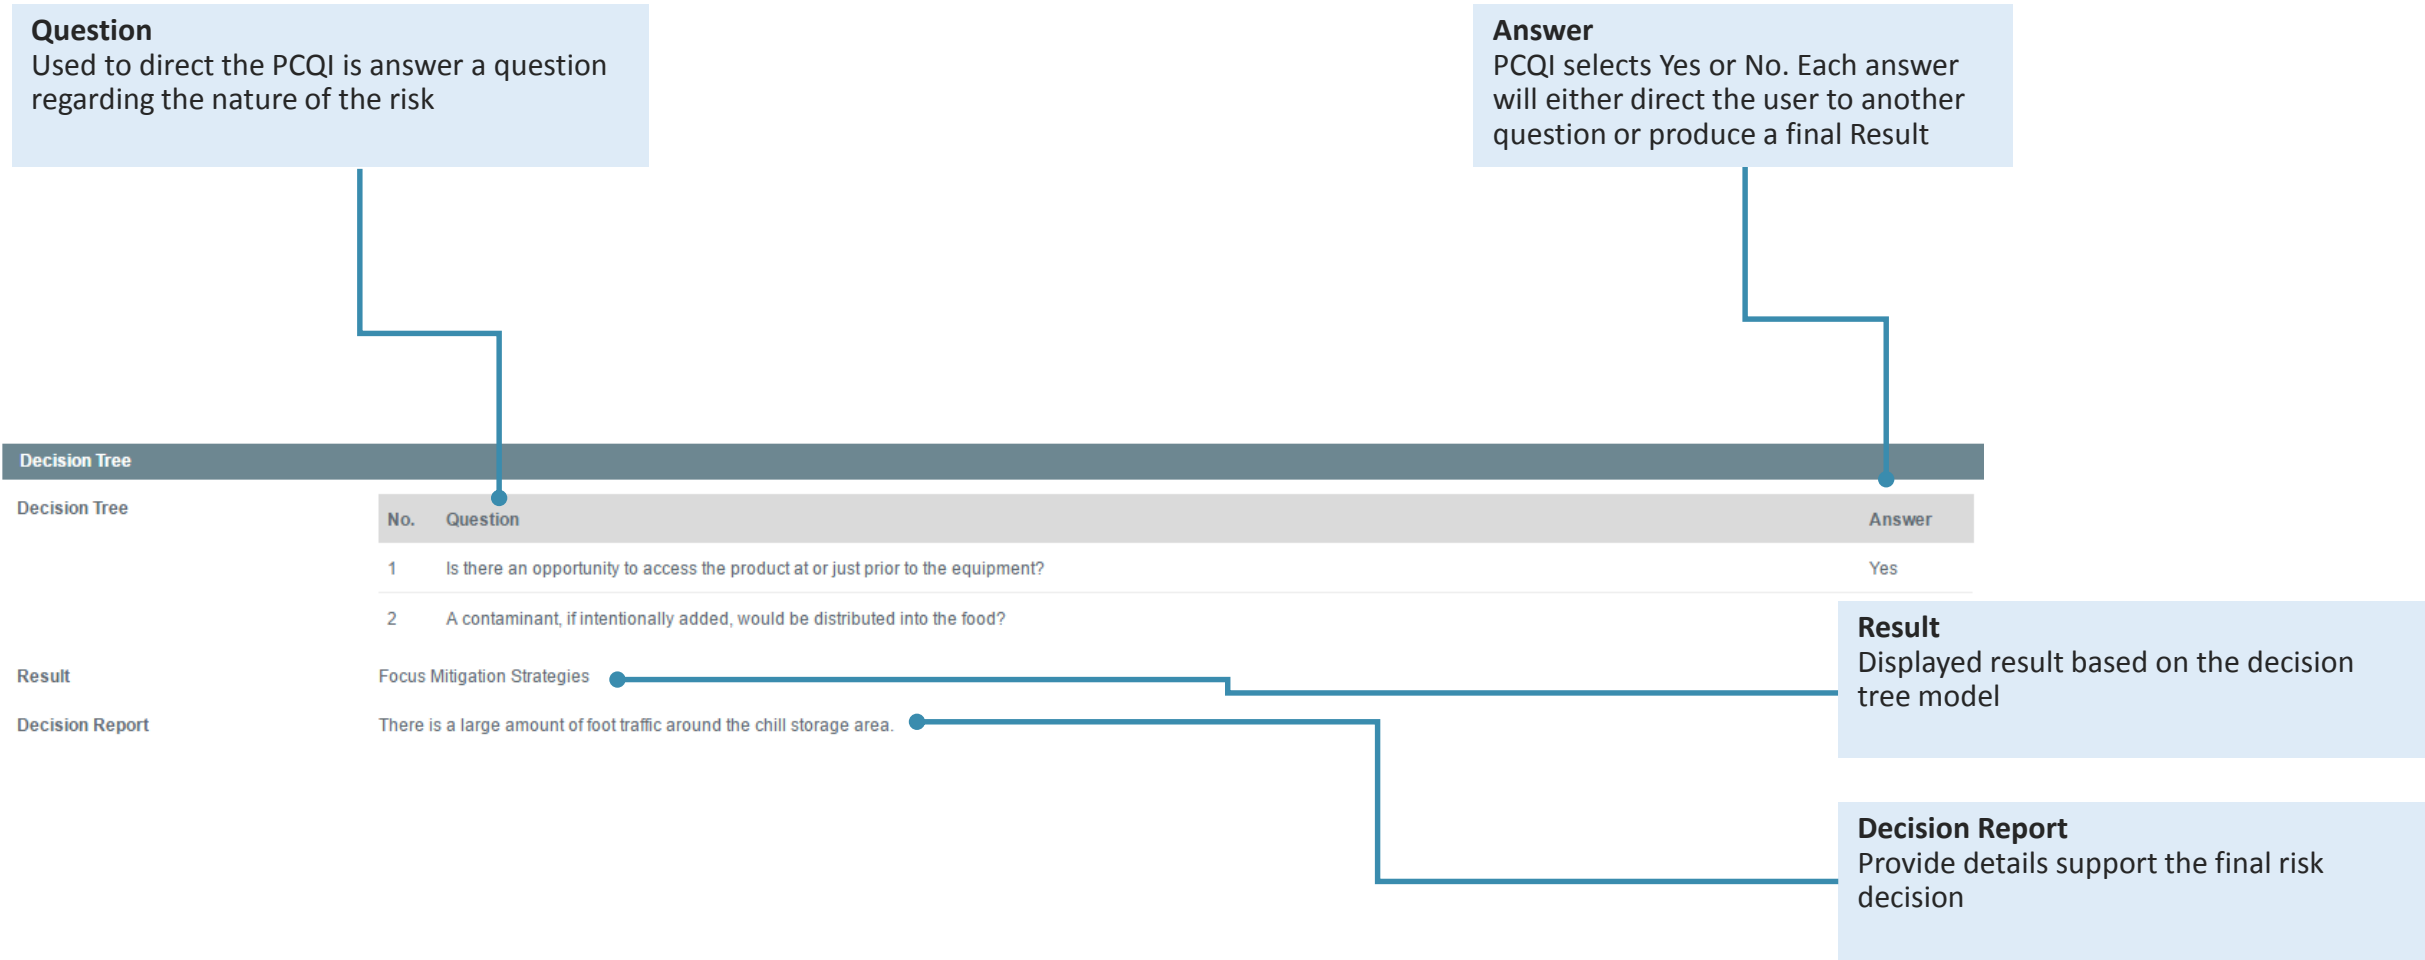 Question
Used to direct the PCQI is answer a question
regarding the nature of the risk
Answer
PCQI selects Yes or No. Each answer
will either direct the user to another
question or produce a final Result
Decision Tree
Decision Tree
No. Question Answer
1 Is there an opportunity to access the product at or just prior to the equipment? Yes
2 A contaminant, if intentionally added, would be distributed into the food?
Result Focus Mitigation Strategies
Decision Report There is a large amount of foot traffic around the chill storage area.
Result
Displayed result based on the decision
tree model
Decision Report
Provide details support the final risk
decision